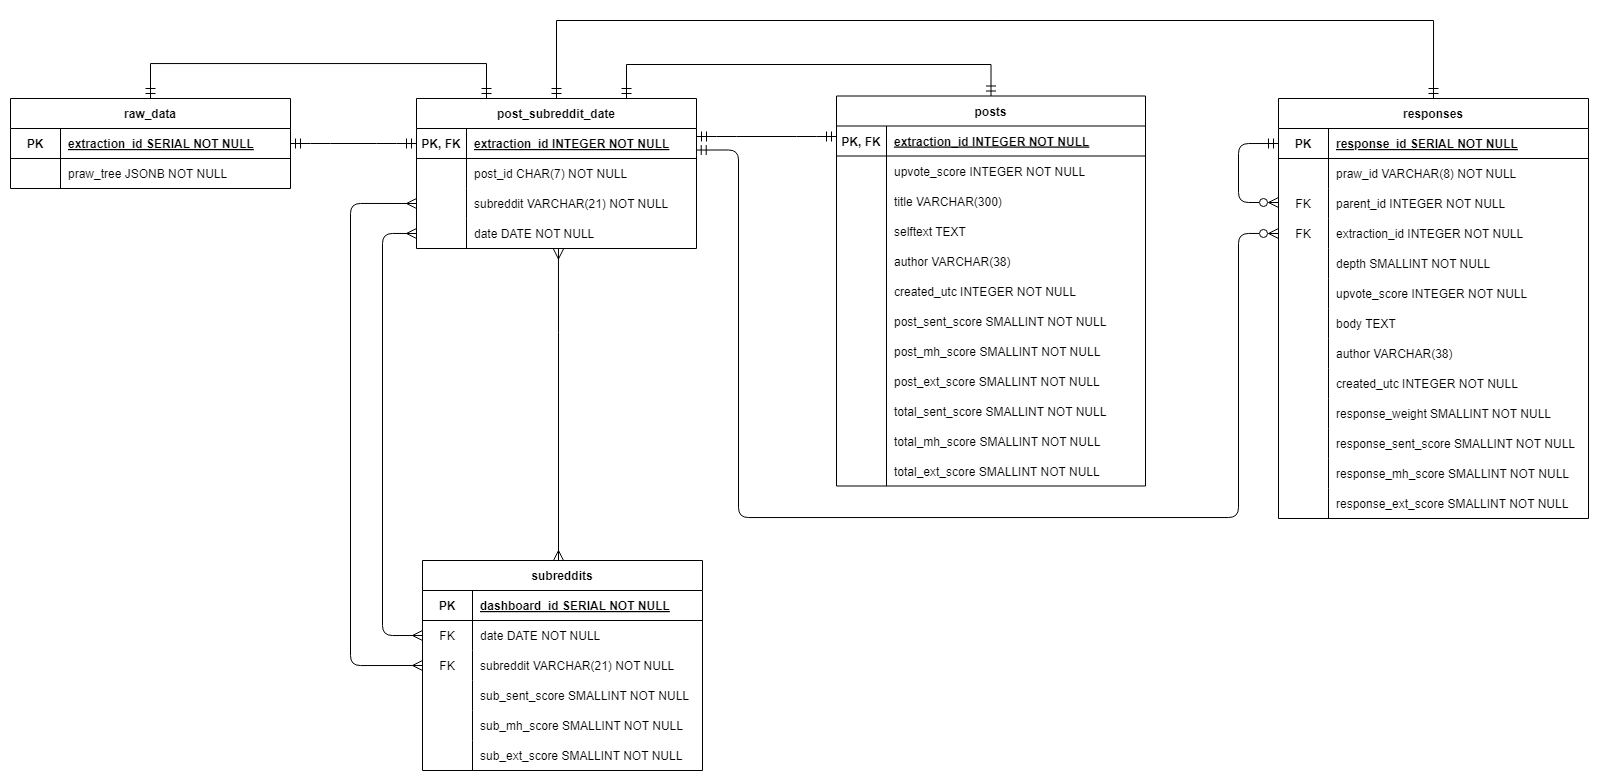 raw_data
PK extraction_id SERIAL NOT NULL
praw_tree JSONB NOT NULL
post_subreddit_date
PK, FK extraction_id INTEGER NOT NULL
post_id CHAR(7) NOT NULL
subreddit VARCHAR(21) NOT NULL
date DATE NOT NULL
posts
PK, FK extraction_id INTEGER NOT NULL
upvote_score INTEGER NOT NULL
title VARCHAR(300)
selftext TEXT
author VARCHAR(38)
created_utc INTEGER NOT NULL
post_sent_score SMALLINT NOT NULL
post_mh_score SMALLINT NOT NULL
post_ext_score SMALLINT NOT NULL
total_sent_score SMALLINT NOT NULL
total_mh_score SMALLINT NOT NULL
total_ext_score SMALLINT NOT NULL
responses
PK response_id SERIAL NOT NULL
praw_id VARCHAR(8) NOT NULL
FK parent_id INTEGER NOT NULL
FK extraction_id INTEGER NOT NULL
depth SMALLINT NOT NULL
upvote_score INTEGER NOT NULL
body TEXT
author VARCHAR(38)
created_utc INTEGER NOT NULL
response_weight SMALLINT NOT NULL
response_sent_score SMALLINT NOT NULL
response_mh_score SMALLINT NOT NULL
response_ext_score SMALLINT NOT NULL
subreddits
PK dashboard_id SERIAL NOT NULL
FK date DATE NOT NULL
FK subreddit VARCHAR(21) NOT NULL
sub_sent_score SMALLINT NOT NULL
sub_mh_score SMALLINT NOT NULL
sub_ext_score SMALLINT NOT NULL